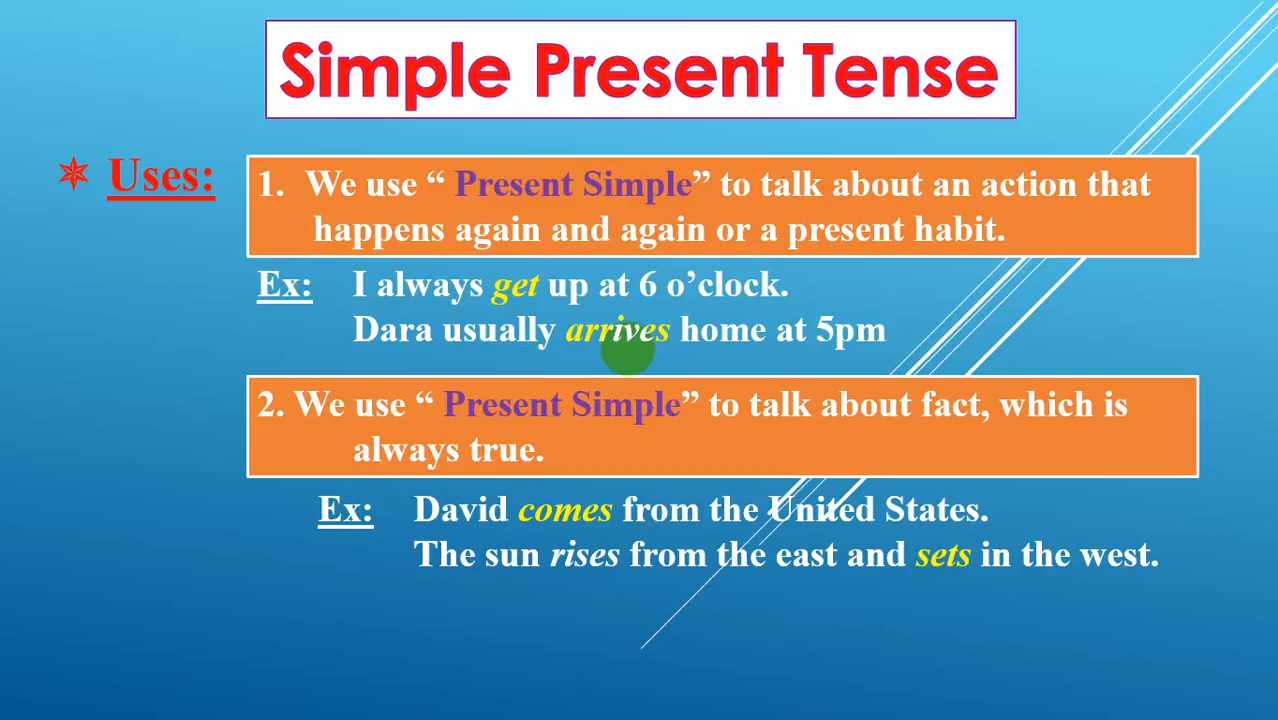 Simple Present Tense
Uses:
1. We use “ Present Simple” to talk about an action that
happens again and again or a present habit.
Ex: I always get up at 6 o’clock.
Dara usually arrives home at 5pm
2. We use “ Present Simple” to talk about fact, which is
always true.
Ex: David comes from the United States.
The sun rises from the east and sets in the west.